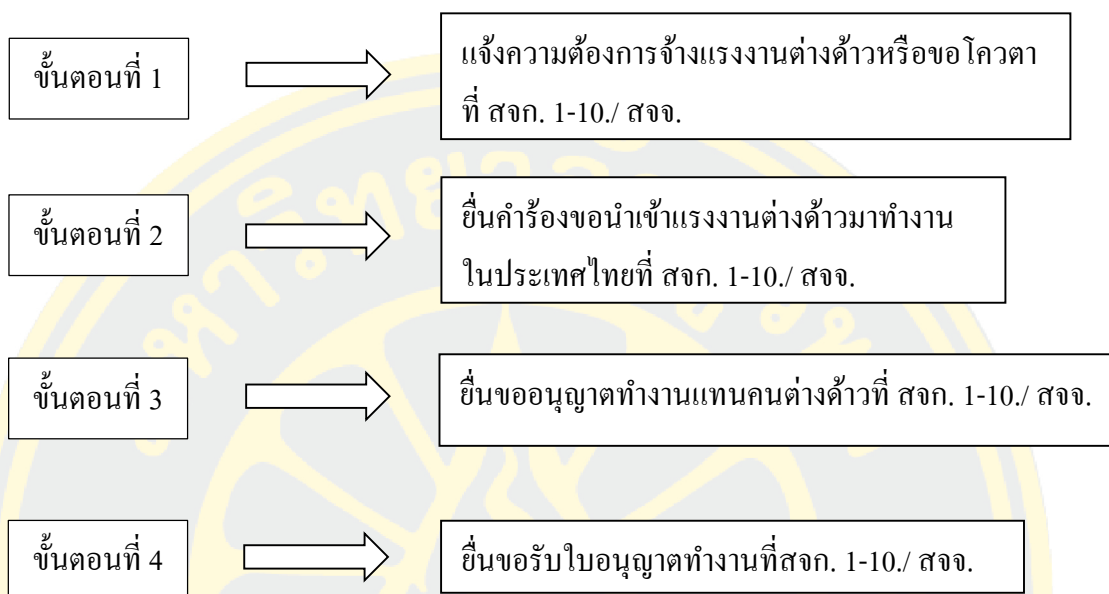 ขั้นตอนที่ 1
แจ้งความต้องการจ้างแรงงานต่างด้าวหรือขอโควตา
ที่ สจก. 1-10./ สจจ.
ขั้นตอนที่ 2
ยื่นคำร้องขอนำเข้าแรงงานต่างด้าวมาทำงาน
ในประเทศไทยที่ สจก. 1-10./ สจจ.
ขั้นตอนที่ 3
ยื่นขออนุญาตทำงานแทนคนต่างด้าวที่ สจก. 1-10./ สจจ.
ขั้นตอนที่ 4
ยื่นขอรับใบอนุญาตทำงานที่สจก. 1-10./ สจจ.